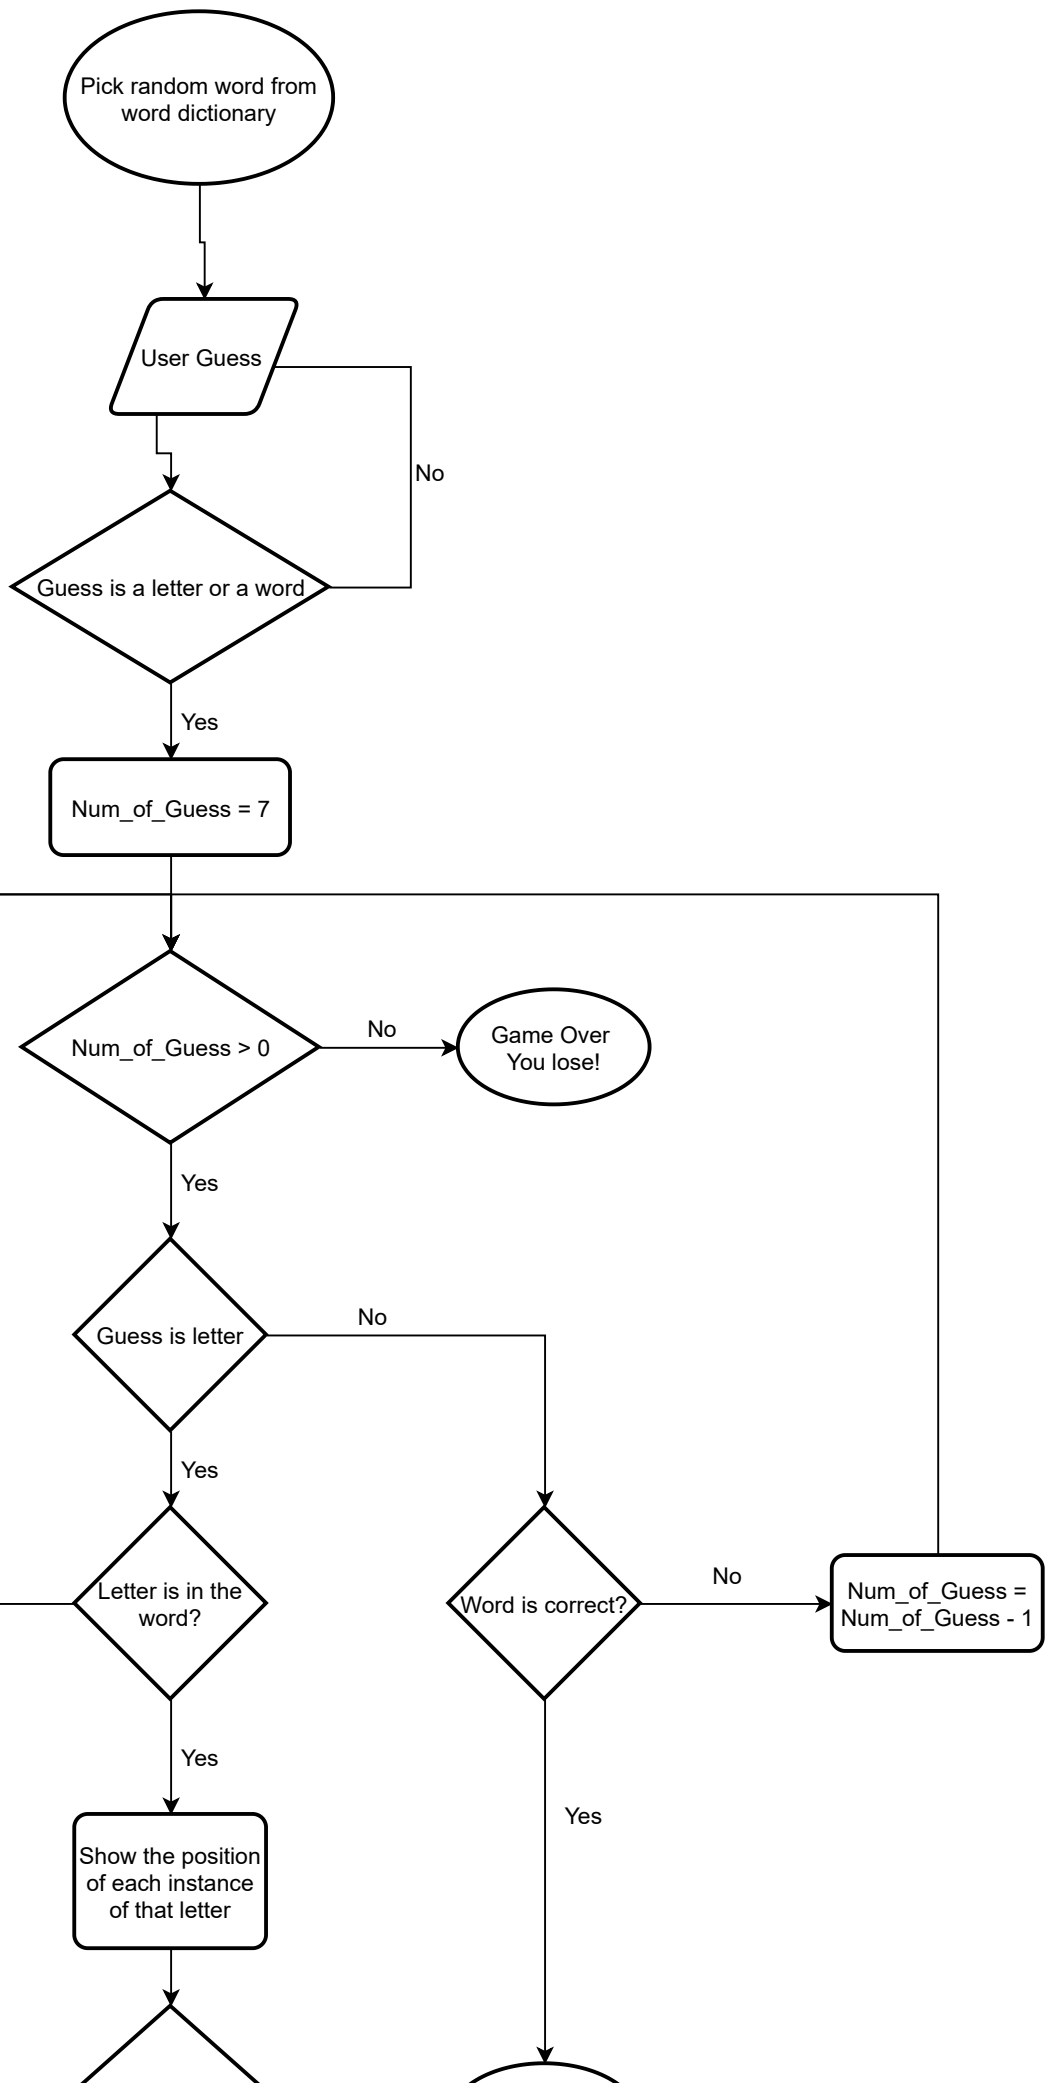 Pick random word from
word dictionary
User Guess
No
Guess is a letter or a word
Yes
Num_of_Guess = 7
Num_of_Guess > 0
No
Game Over
You lose!
Yes
Guess is letter
No
Yes
Letter is in the
word?
Word is correct?
No
Num_of_Guess =
Num_of_Guess - 1
Yes
Yes
Show the position
of each instance
of that letter